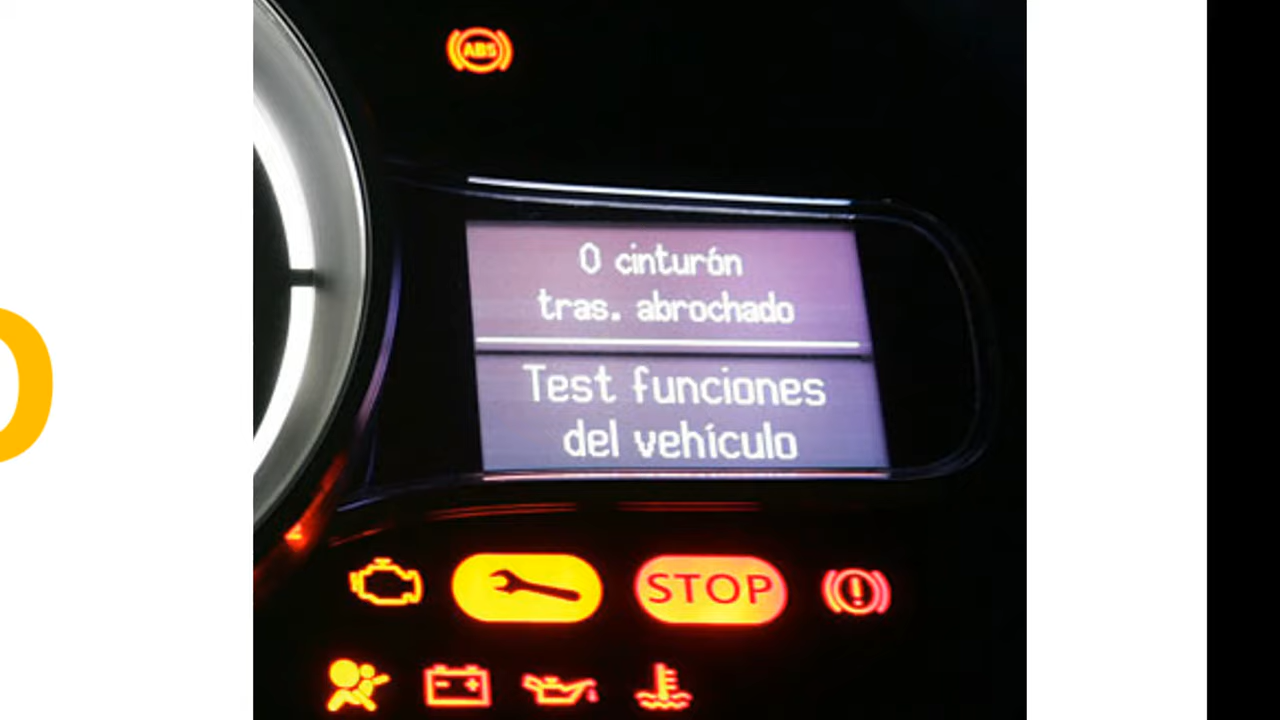 ABS
0 cinturón
tras. abrochado
Test funciones
del vehículo
STOP